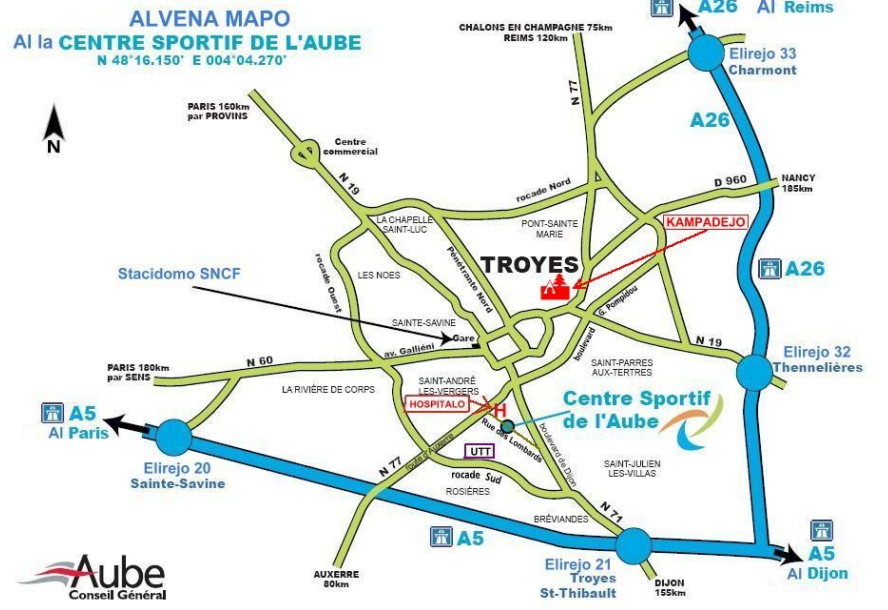 ALVENA MAPO
Al la CENTRE SPORTIF DE L'AUBE
N 48°16.150' E 004°04.270'
N
CHALONS EN CHAMPAGNE 75km
REIMS 120km
A26 Al Reims
Elirejo 33
Charmont
A26
N 77
PARIS 160km
par PROVINS
Centre
commercial
N 19
rocade Nord
D 960
NANCY
185km
LA CHAPELLE
SAINT-LUC
PONT-SAINTE
MARIE
KAMPADEJO
rocade Ouest
Pénétrante Nord
TROYES
A26
Stacidomo SNCF
LES NOES
G. Pompidou
boulevard
SAINTE-SAVINE
Gare
N 19
Elirejo 32
Thennelières
av. Galliéni
N 60
PARIS 180km
par SENS
SAINT-PARRES
AUX-TERTRES
LA RIVIÈRE DE CORPS
SAINT-ANDRÉ
LES-VERGERS
HOSPITALO
H
Centre Sportif
de l'Aube
A5
Al Paris
Rue des Lombards
boulevard de Dijon
route d'Auxerre
UTT
Elirejo 20
Sainte-Savine
N 77
rocade Sud
ROSIÈRES
SAINT-JULIEN
LES-VILLAS
N 71
BRÉVIANDES
A5
A5
Al Dijon
Elirejo 21
Troyes
St-Thibault
DIJON
155km
AUXERRE
80km
Aube
Conseil Général